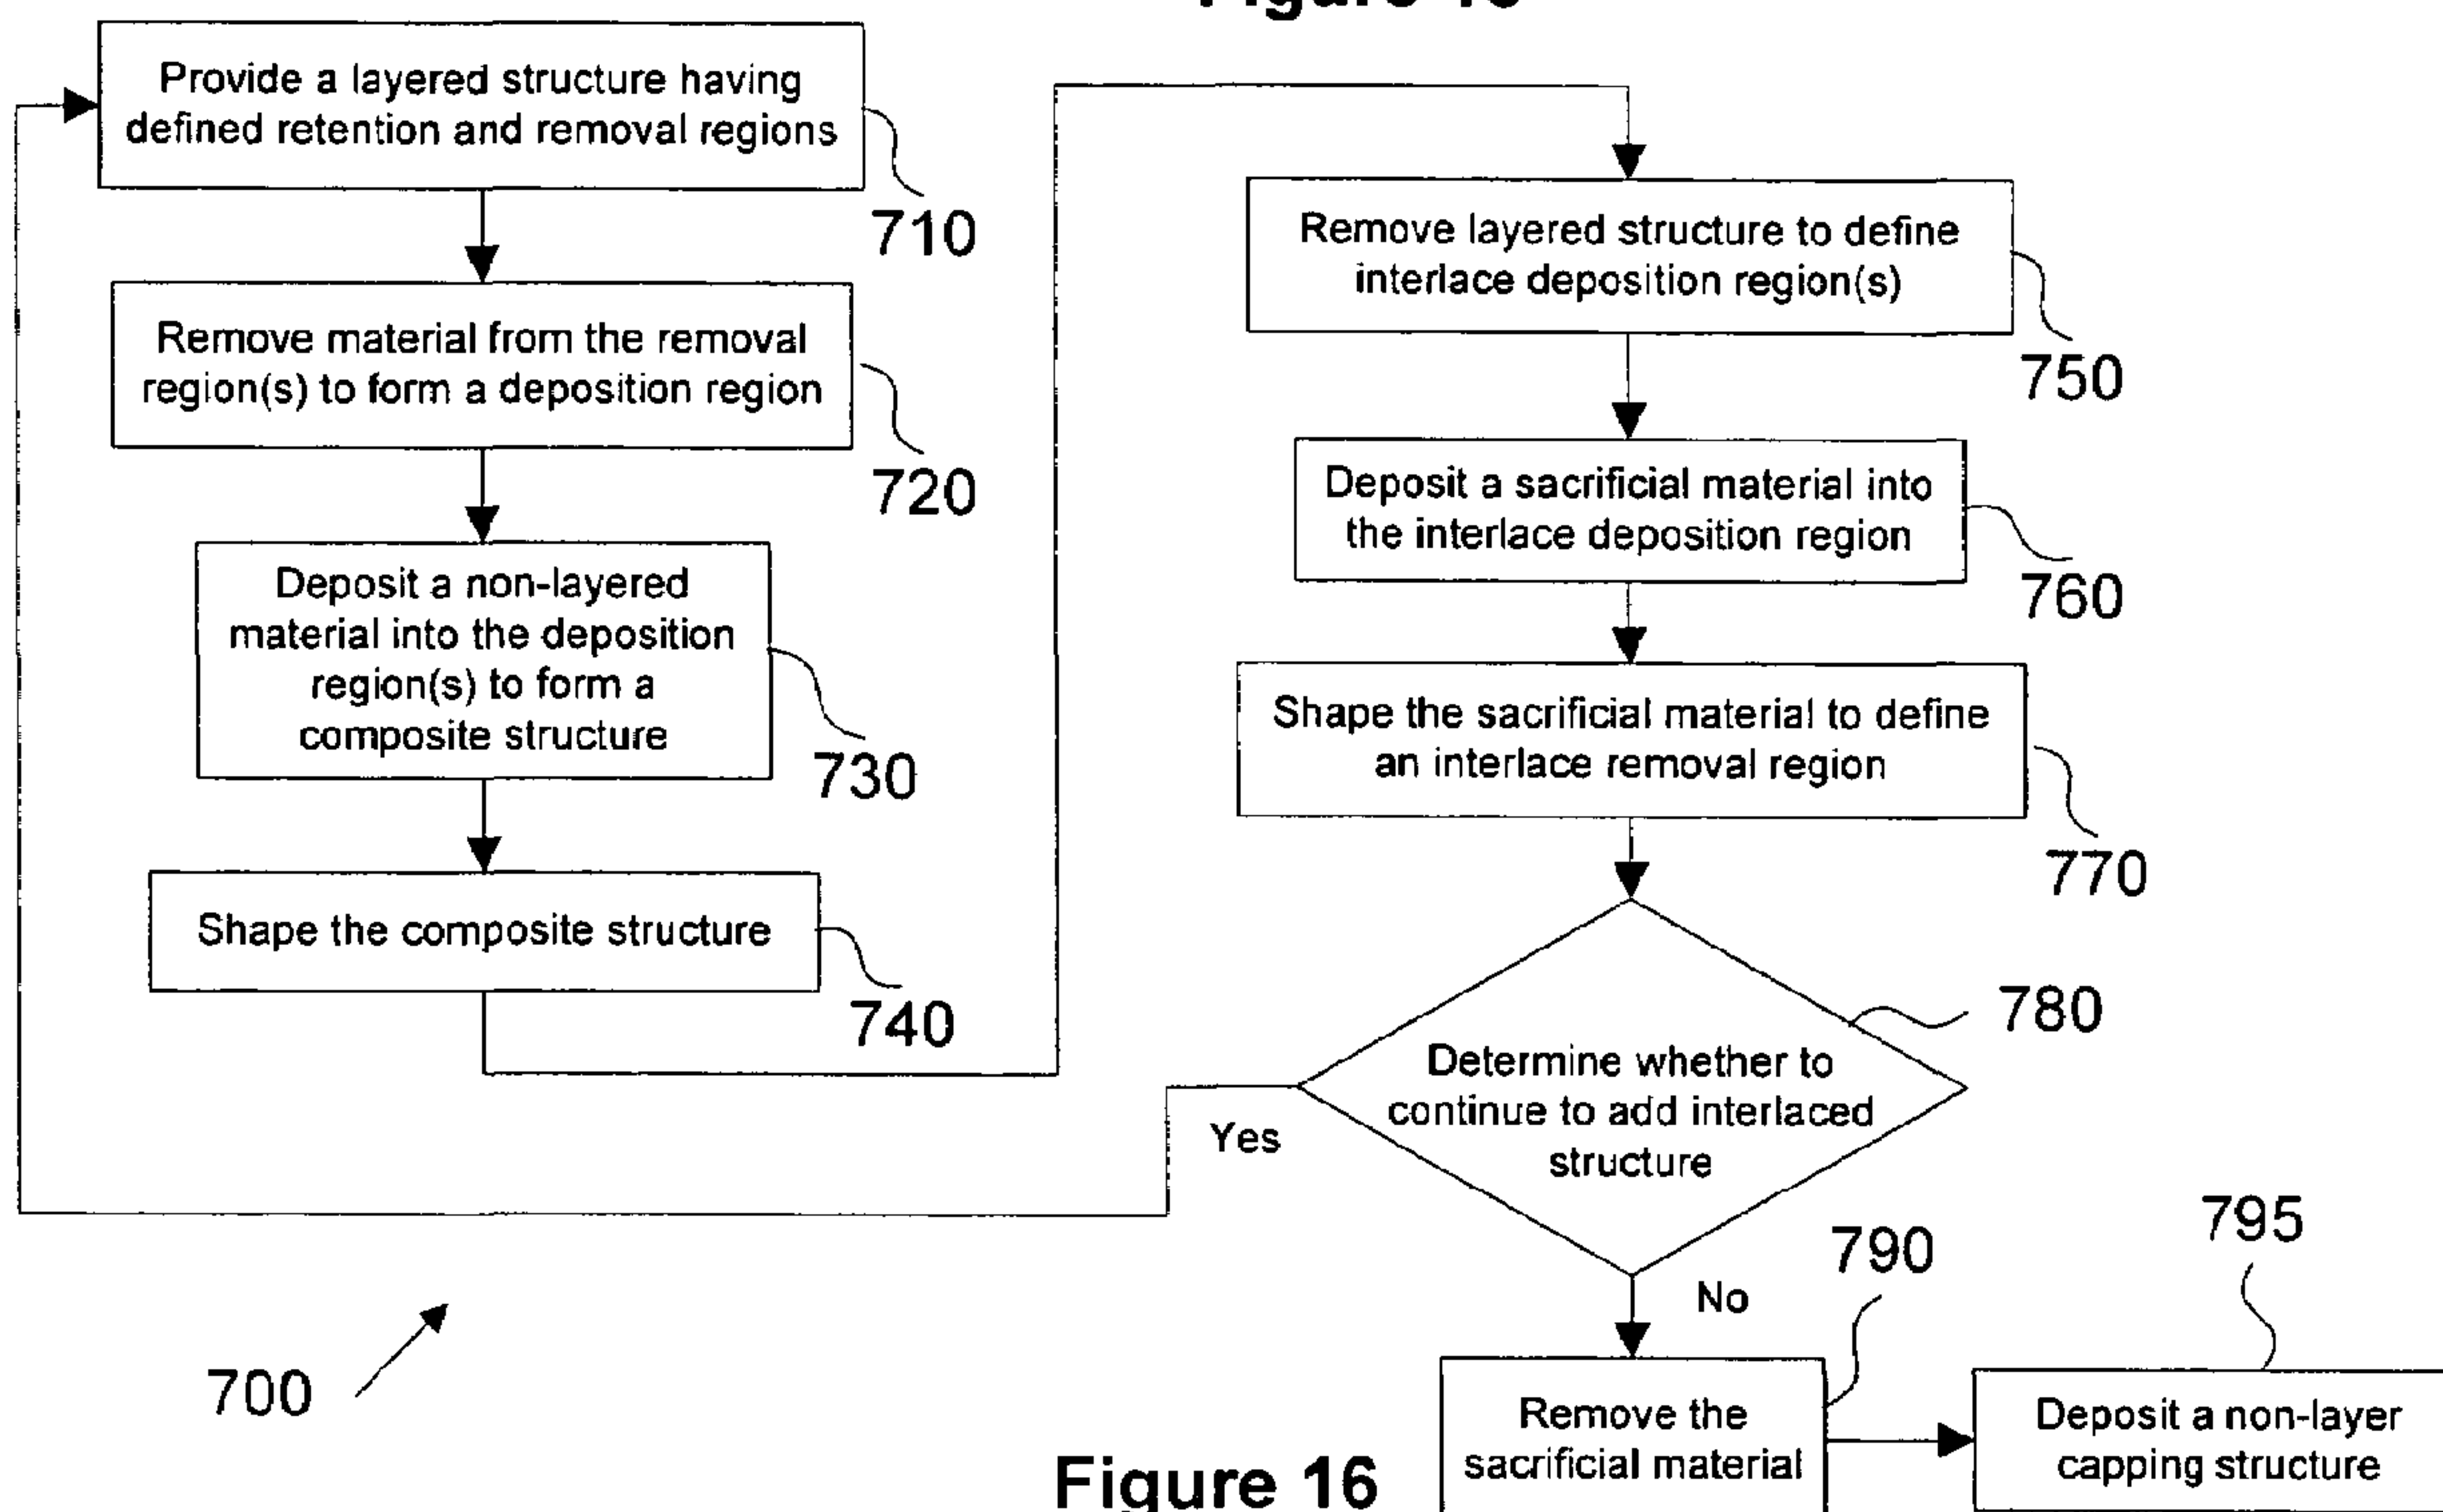 Provide a layered structure having
defined retention and removal regions
710
Remove material from the removal
region(s) to form a deposition region
720
Deposit a non-layered
material into the deposition
region(s) to form a
composite structure
730
Shape the composite structure
740
Remove layered structure to define
interlace deposition region(s)
750
Deposit a sacrificial material into
the interlace deposition region
760
Shape the sacrificial material to define
an interlace removal region
770
780
Determine whether to
continue to add interlaced
structure
Yes
No
790
Remove the
sacrificial material
795
Deposit a non-layer
capping structure
700
Figure 16